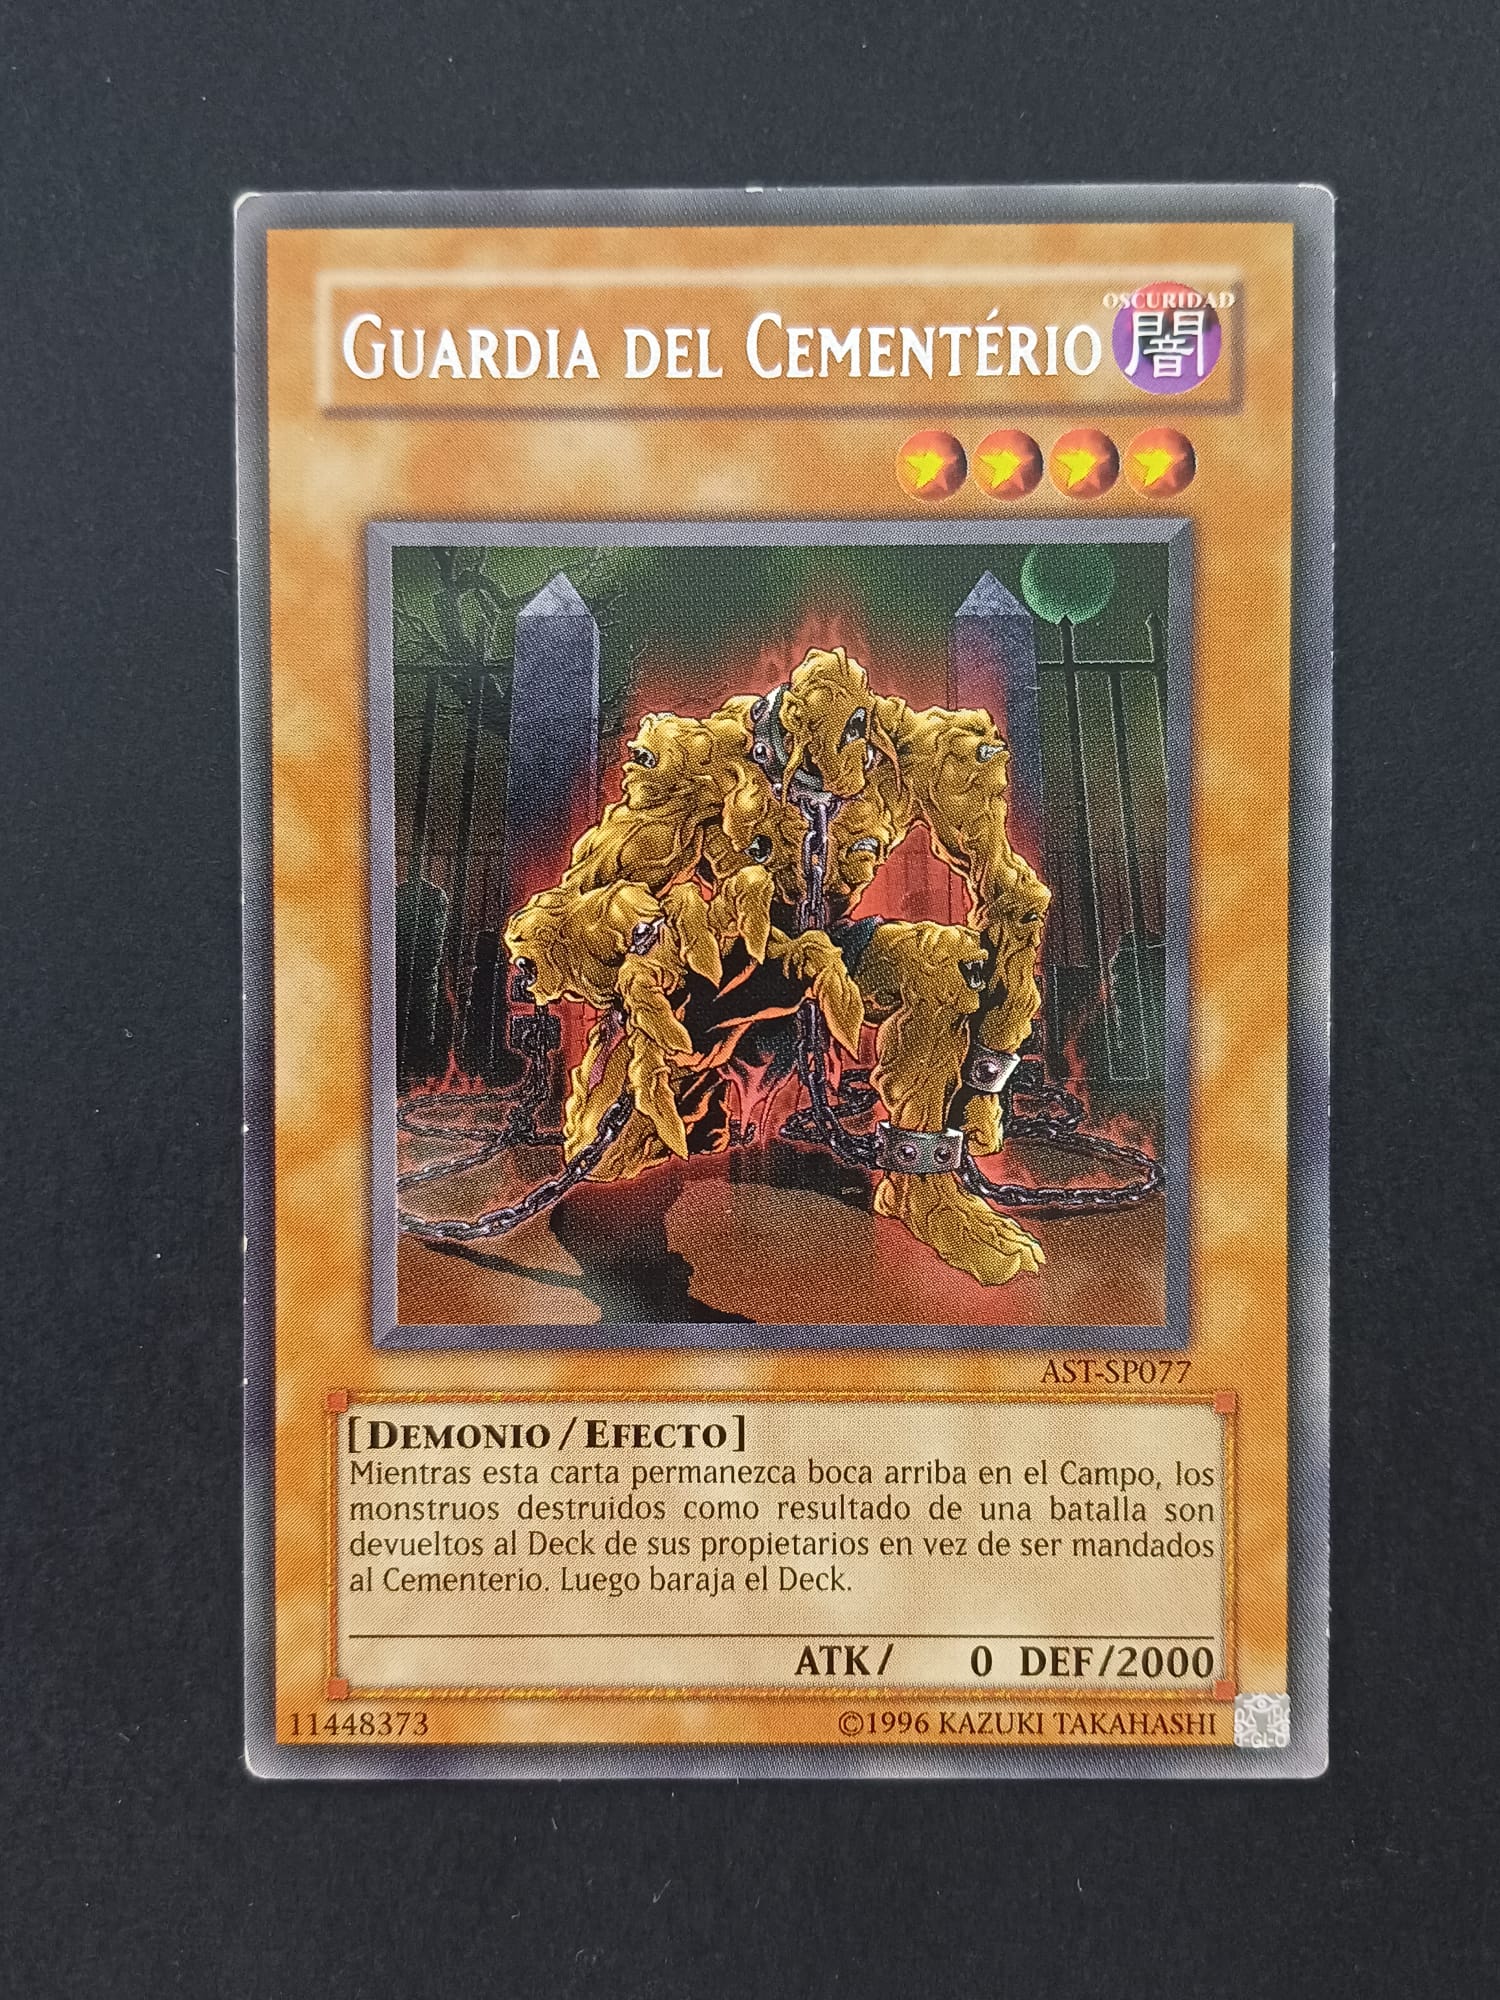 GUARDIA DEL CEMENTÉRIO
OSCURIDAD
闇
AST-SP077
[DEMONIO/EFECTO]
Mientras esta carta permanezca boca arriba en el Campo, los
monstruos destruidos como resultado de una batalla son
devueltos al Deck de sus propietarios en vez de ser mandados
al Cementerio. Luego baraja el Deck.
ATK/ 0 DEF/2000
11448373
©1996 KAZUKI TAKAHASHI